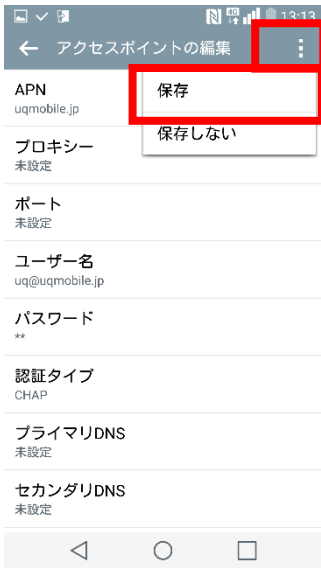 13:13
アクセスポイントの編集
APN
uqmobile.jp
保存
保存しない
プロキシー
未設定
ポート
未設定
ユーザー名
uq@uqmobile.jp
パスワード
**
認証タイプ
CHAP
プライマリDNS
未設定
セカンダリDNS
未設定